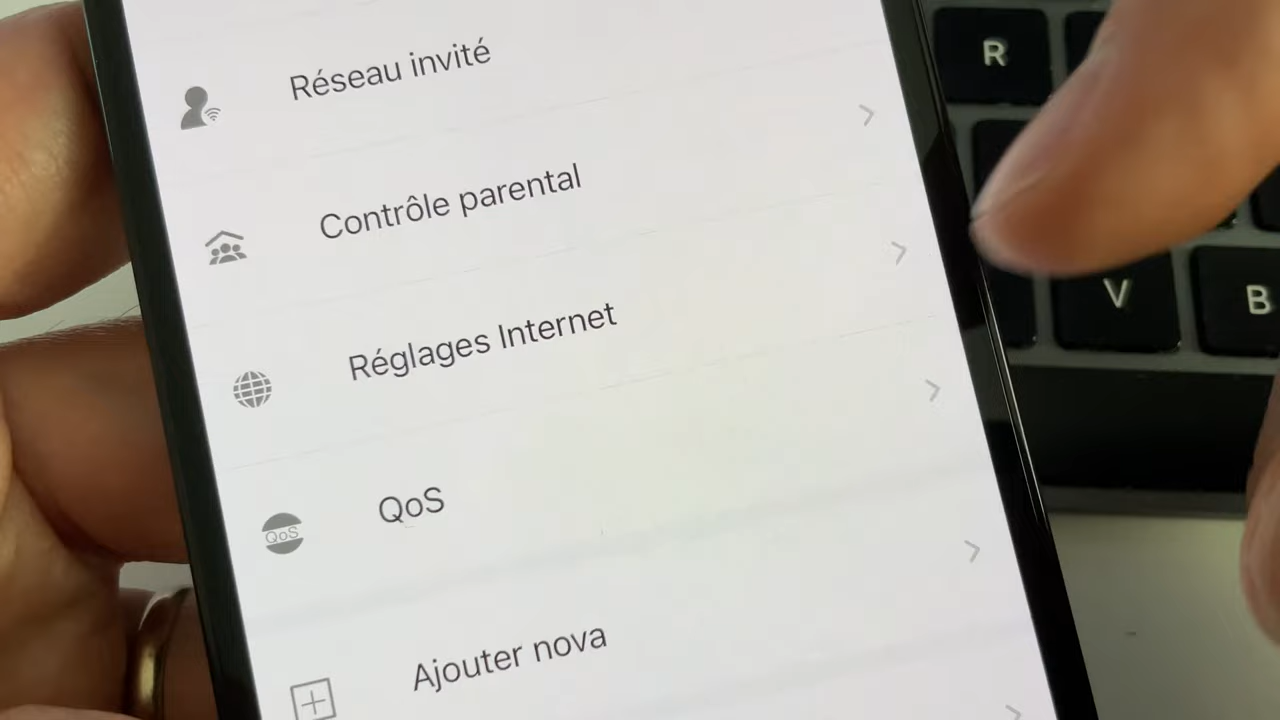 Réseau invité
Contrôle parental
Réglages Internet
QoS
QoS
Ajouter nova
R
V
B